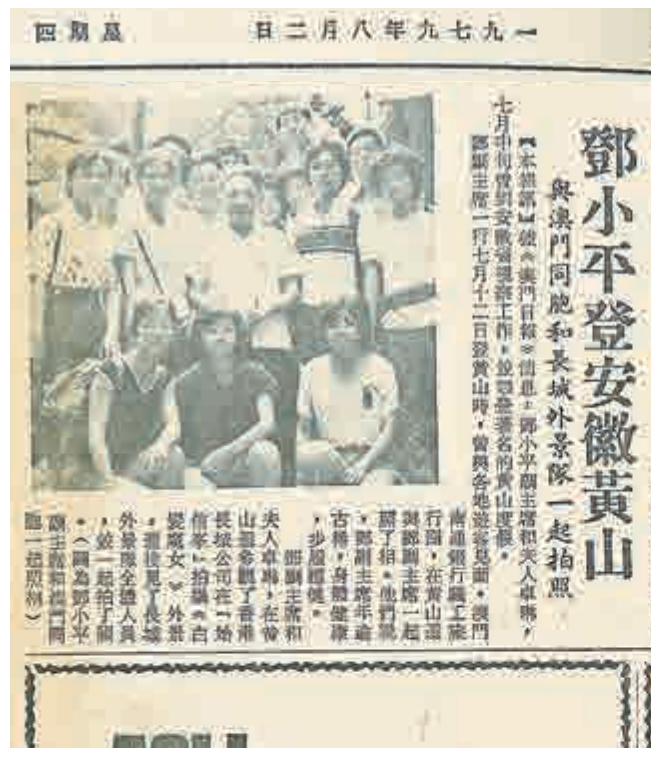 一九七九年八月二日
星期四
鄧小平登安徽黃山
與澳門同胞和長城外景隊一起拍照
【本報訊】據《澳門日報》消息：鄧小平副主席和夫人卓琳，
七月中旬曾到安徽省視察工作，並登著名的黃山度假。
鄧副主席一行七月十二日登黃山時，曾與各地遊客見面。澳門
南通銀行職工旅
行團，在黃山
與鄧副主席一起
照了相。他們說
，鄧副主席年逾
古稀，身體健康
，步履
鄧副主席和
夫人卓琳，在黃
山還參觀了香港
長城公司在「始
信峯」拍攝《白
髮魔女》外景
，接見了長城
外景隊全體人員
，並一起拍了照
。（圖為鄧小平
副主席和澳門同
胞一起照相）